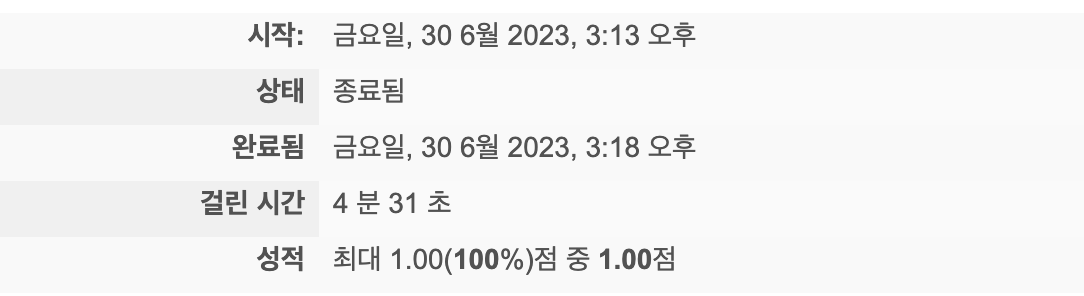 시작: 금요일, 30 6월 2023, 3:13 오후
상태 종료됨
완료됨 금요일, 30 6월 2023, 3:18 오후
걸린 시간 4 분 31 초
성적 최대 1.00(100%)점 중 1.00점